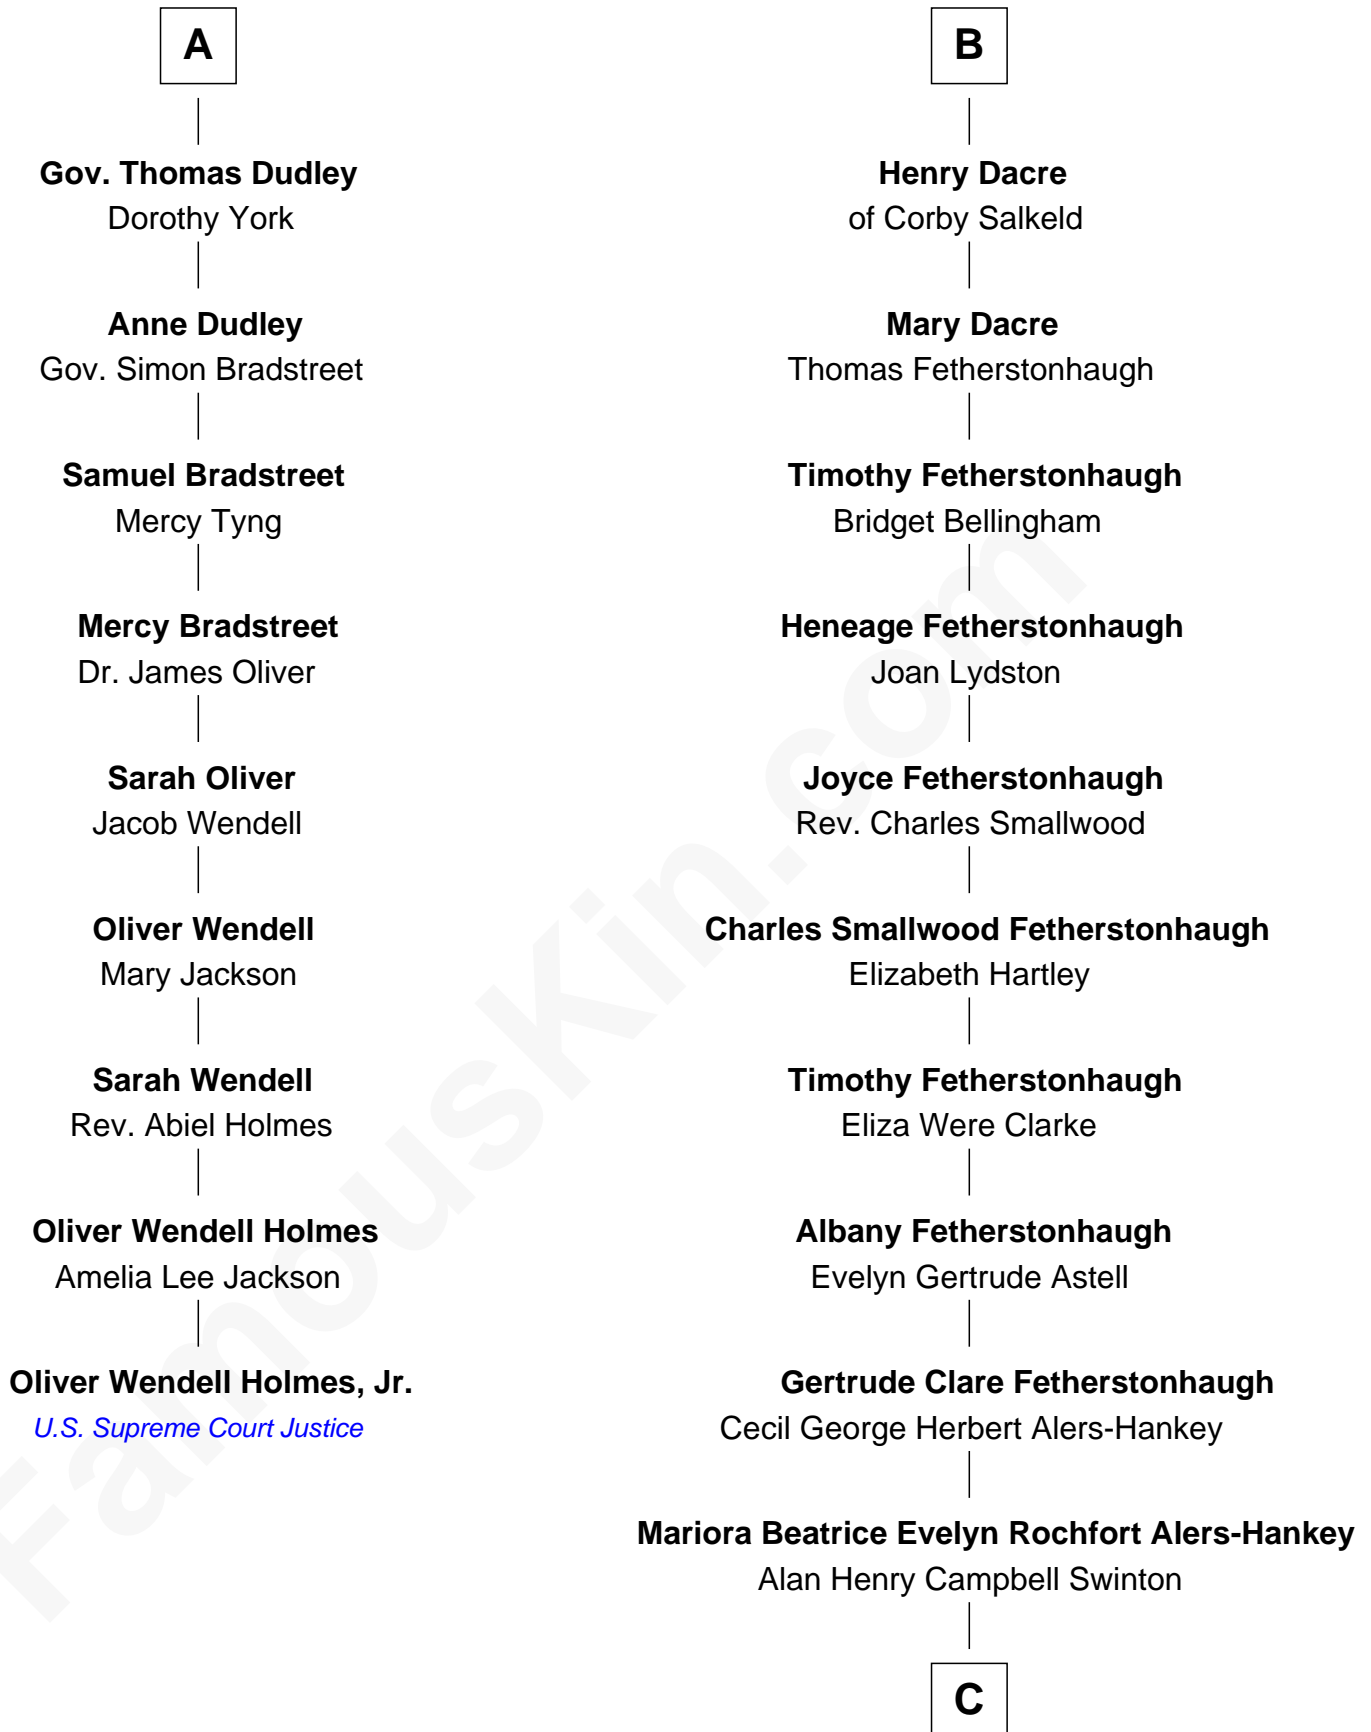 A
Gov. Thomas Dudley
Dorothy York
Anne Dudley
Gov. Simon Bradstreet
Samuel Bradstreet
Mercy Tyng
Mercy Bradstreet
Dr. James Oliver
Sarah Oliver
Jacob Wendell
Oliver Wendell
Mary Jackson
Sarah Wendell
Rev. Abiel Holmes
Oliver Wendell Holmes
Amelia Lee Jackson
Oliver Wendell Holmes, Jr.
U.S. Supreme Court Justice
B
Henry Dacre
of Corby Salkeld
Mary Dacre
Thomas Fetherstonhaugh
Timothy Fetherstonhaugh
Bridget Bellingham
Heneage Fetherstonhaugh
Joan Lydston
Joyce Fetherstonhaugh
Rev. Charles Smallwood
Charles Smallwood Fetherstonhaugh
Elizabeth Hartley
Timothy Fetherstonhaugh
Eliza Were Clarke
Albany Fetherstonhaugh
Evelyn Gertrude Astell
Gertrude Clare Fetherstonhaugh
Cecil George Herbert Alers-Hankey
Mariora Beatrice Evelyn Rochfort Alers-Hankey
Alan Henry Campbell Swinton
C
FamousKin.com